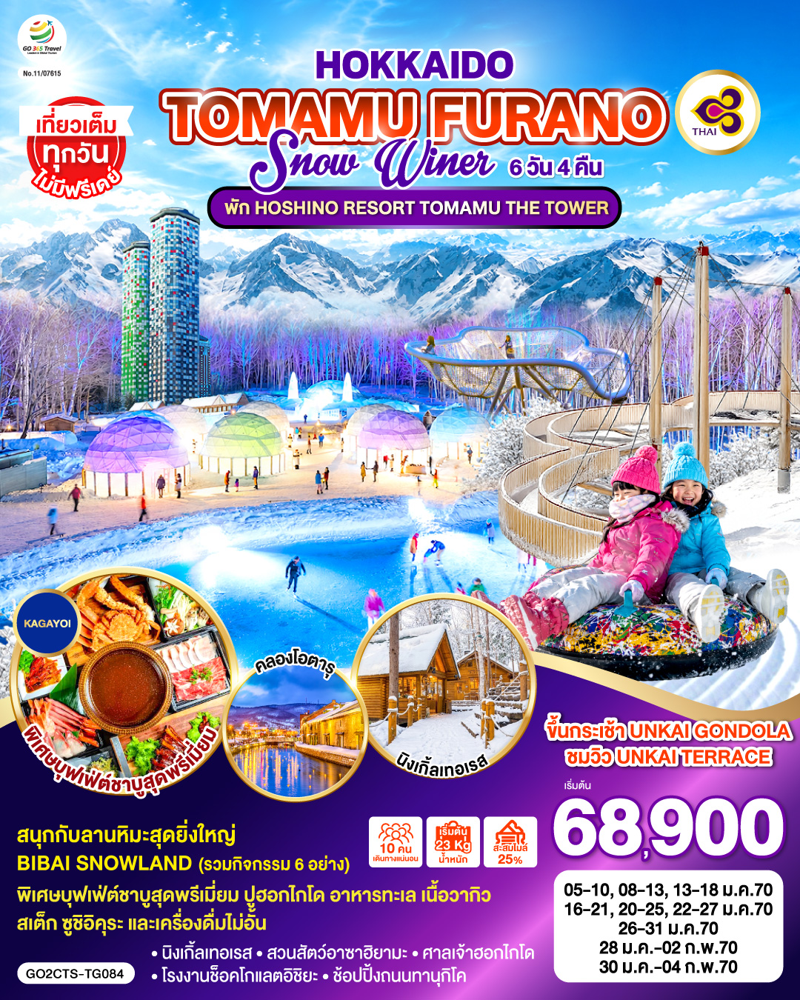 GO 365 Travel
Leaders in Global Tourism
No.11/07615
HOKKAIDO
TOMAMU FURANO
Snow Winer 6 วัน 4 คืน
พัก HOSHINO RESORT TOMAMU THE TOWER
THAI
เที่ยวเต็ม
ทุกวัน
ไม่มีฟรีเดย์
KAGAYOI
พิเศษบุฟเฟ่ต์ชาบูสุดพรีเมี่ยม
คลองโอตารุ
นิงเกิ้ลเทอเรส
ขึ้นกระเช้า UNKAI GONDOLA
ชมวิว UNKAI TERRACE
เริ่มต้น
68,900
สนุกกับลานหิมะสุดยิ่งใหญ่
BIBAI SNOWLAND (รวมกิจกรรม 6 อย่าง)
10 คน
เดินทางแน่นอน
เริ่มต้น
23 Kg
น้ำหนัก
สะสมไมล์
25%
พิเศษบุฟเฟ่ต์ชาบูสุดพรีเมี่ยม ปูฮอกไกโด อาหารทะเล เนื้อวากิว
สเต็ก ซูชิอิคุระ และเครื่องดื่มไม่อั้น
• นิงเกิ้ลเทอเรส • สวนสัตว์อาซาฮิยามะ • ศาลเจ้าฮอกไกโด
• โรงงานช็อคโกแลตอิชิยะ • ช้อปปิ้งถนนทานุกิโค
GO2CTS-TG084
05-10, 08-13, 13-18 ม.ค.70
16-21, 20-25, 22-27 ม.ค.70
26-31 ม.ค.70
28 ม.ค.-02 ก.พ.70
30 ม.ค.-04 ก.พ.70